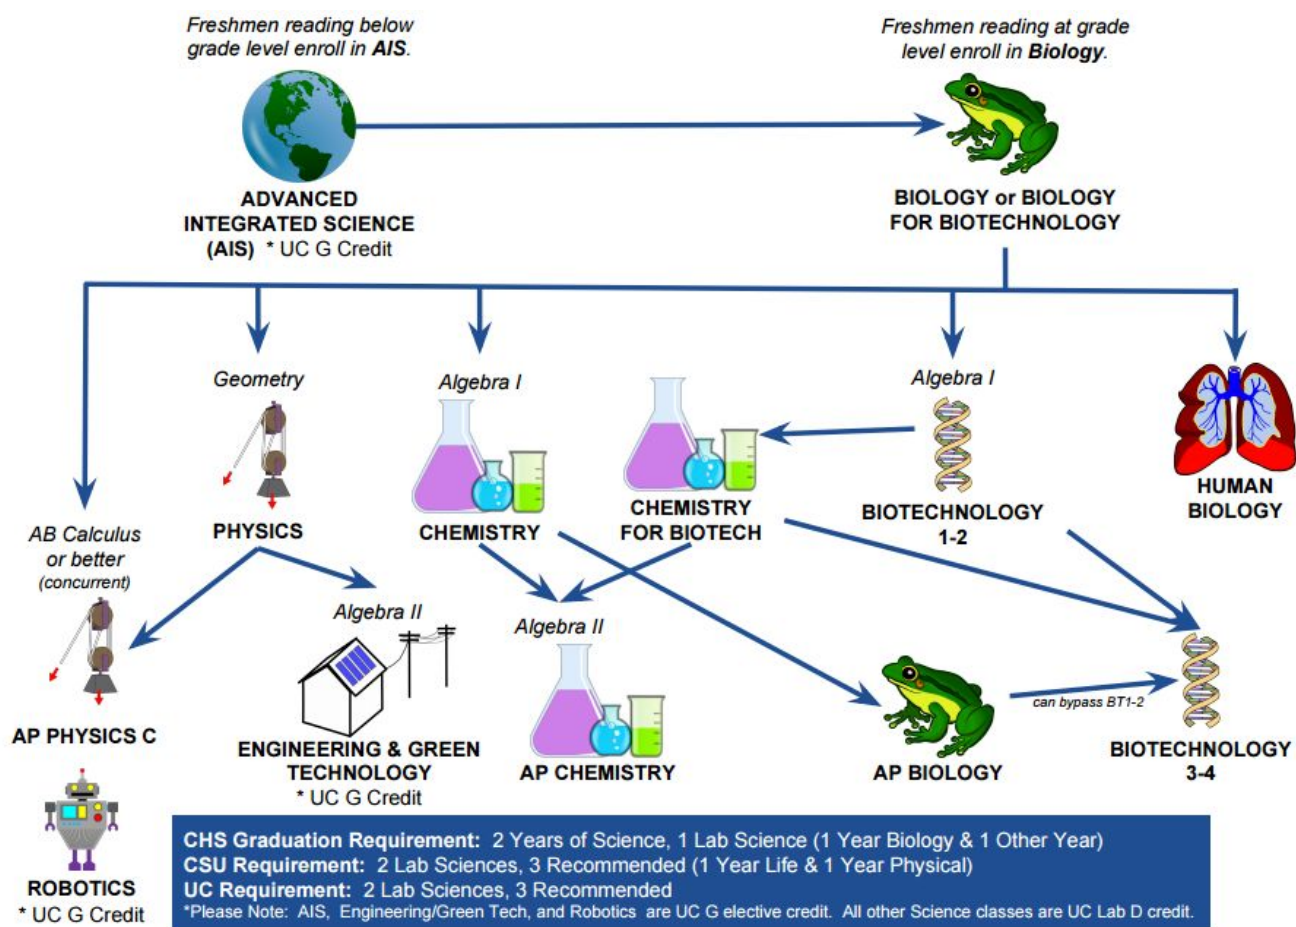 Freshmen reading below
grade level enroll in AIS.
Freshmen reading at grade
level enroll in Biology.
ADVANCED
INTEGRATED SCIENCE
(AIS) * UC G Credit
BIOLOGY or BIOLOGY
FOR BIOTECHNOLOGY
Geometry
PHYSICS
Algebra I
CHEMISTRY
CHEMISTRY
FOR BIOTECH
Algebra I
BIOTECHNOLOGY
1-2
HUMAN
BIOLOGY
AB Calculus
or better
(concurrent)
AP PHYSICS C
Algebra II
ENGINEERING & GREEN
TECHNOLOGY
* UC G Credit
Algebra II
AP CHEMISTRY
AP BIOLOGY
can bypass BT1-2
BIOTECHNOLOGY
3-4
ROBOTICS
* UC G Credit
CHS Graduation Requirement: 2 Years of Science, 1 Lab Science (1 Year Biology & 1 Other Year)
CSU Requirement: 2 Lab Sciences, 3 Recommended (1 Year Life & 1 Year Physical)
UC Requirement: 2 Lab Sciences, 3 Recommended
*Please Note: AIS, Engineering/Green Tech, and Robotics are UC G elective credit. All other Science classes are UC Lab D credit.